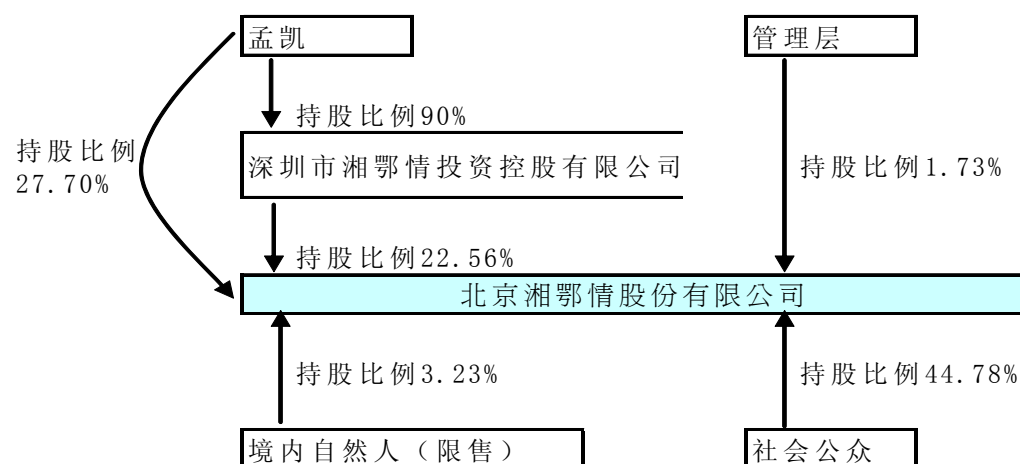 孟凯
管理层
持股比例90%
持股比例
27.70%
深圳市湘鄂情投资控股有限公司
持股比例1.73%
持股比例22.56%
北京湘鄂情股份有限公司
持股比例3.23%
持股比例44.78%
境内自然人（限售）
社会公众